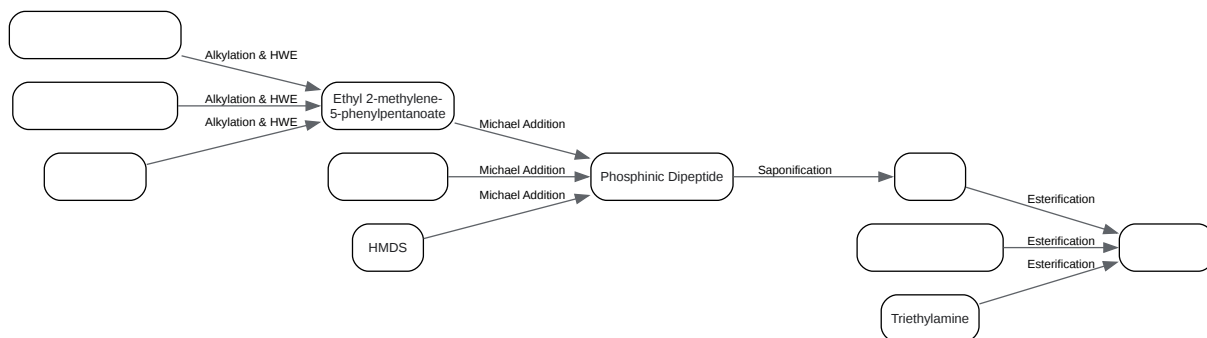 Alkylation & HWE
Alkylation & HWE
Alkylation & HWE
Ethyl 2-methylene-
5-phenylpentanoate
Michael Addition
Michael Addition
Michael Addition
HMDS
Phosphinic Dipeptide
Saponification
Esterification
Esterification
Esterification
Triethylamine